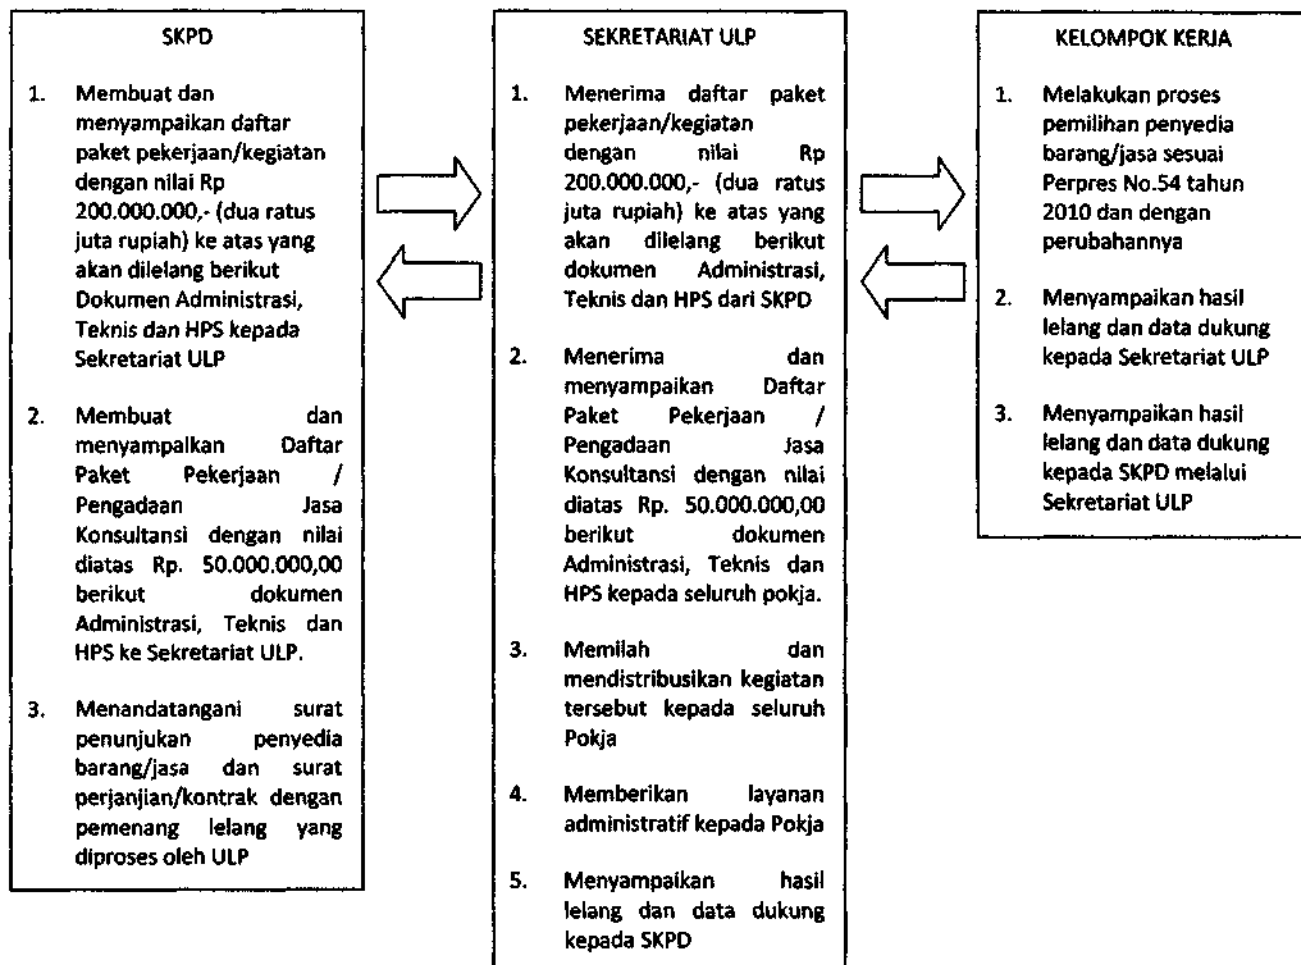 SKPD
1. Membuat dan
menyampaikan daftar
paket pekerjaan/kegiatan
dengan nilai Rp
200.000.000,- (dua ratus
juta rupiah) ke atas yang
akan dilelang berikut
Dokumen Administrasi,
Teknis dan HPS kepada
Sekretariat ULP
2. Membuat dan
menyampaikan Daftar
Paket Pekerjaan /
Pengadaan Jasa
Konsultansi dengan nilai
diatas Rp. 50.000.000,00
berikut dokumen
Administrasi, Teknis dan
HPS ke Sekretariat ULP.
3. Menandatangani surat
penunjukan penyedia
barang/jasa dan surat
perjanjian/kontrak dengan
pemenang lelang yang
diproses oleh ULP
SEKRETARIAT ULP
1. Menerima daftar paket
pekerjaan/kegiatan
dengan nilai Rp
200.000.000,- (dua ratus
juta rupiah) ke atas yang
akan dilelang berikut
dokumen Administrasi,
Teknis dan HPS dari SKPD
2. Menerima dan
menyampaikan Daftar
Paket Pekerjaan /
Pengadaan Jasa
Konsultansi dengan nilai
diatas Rp. 50.000.000,00
berikut dokumen
Administrasi, Teknis dan
HPS kepada seluruh pokja.
3. Memilah dan
mendistribusikan kegiatan
tersebut kepada seluruh
Pokja
4. Memberikan layanan
administratif kepada Pokja
5. Menyampaikan hasil
lelang dan data dukung
kepada SKPD
KELOMPOK KERJA
1. Melakukan proses
pemilihan penyedia
barang/jasa sesuai
Perpres No.54 tahun
2010 dan dengan
perubahannya
2. Menyampaikan hasil
lelang dan data dukung
kepada Sekretariat ULP
3. Menyampaikan hasil
lelang dan data dukung
kepada SKPD melalui
Sekretariat ULP